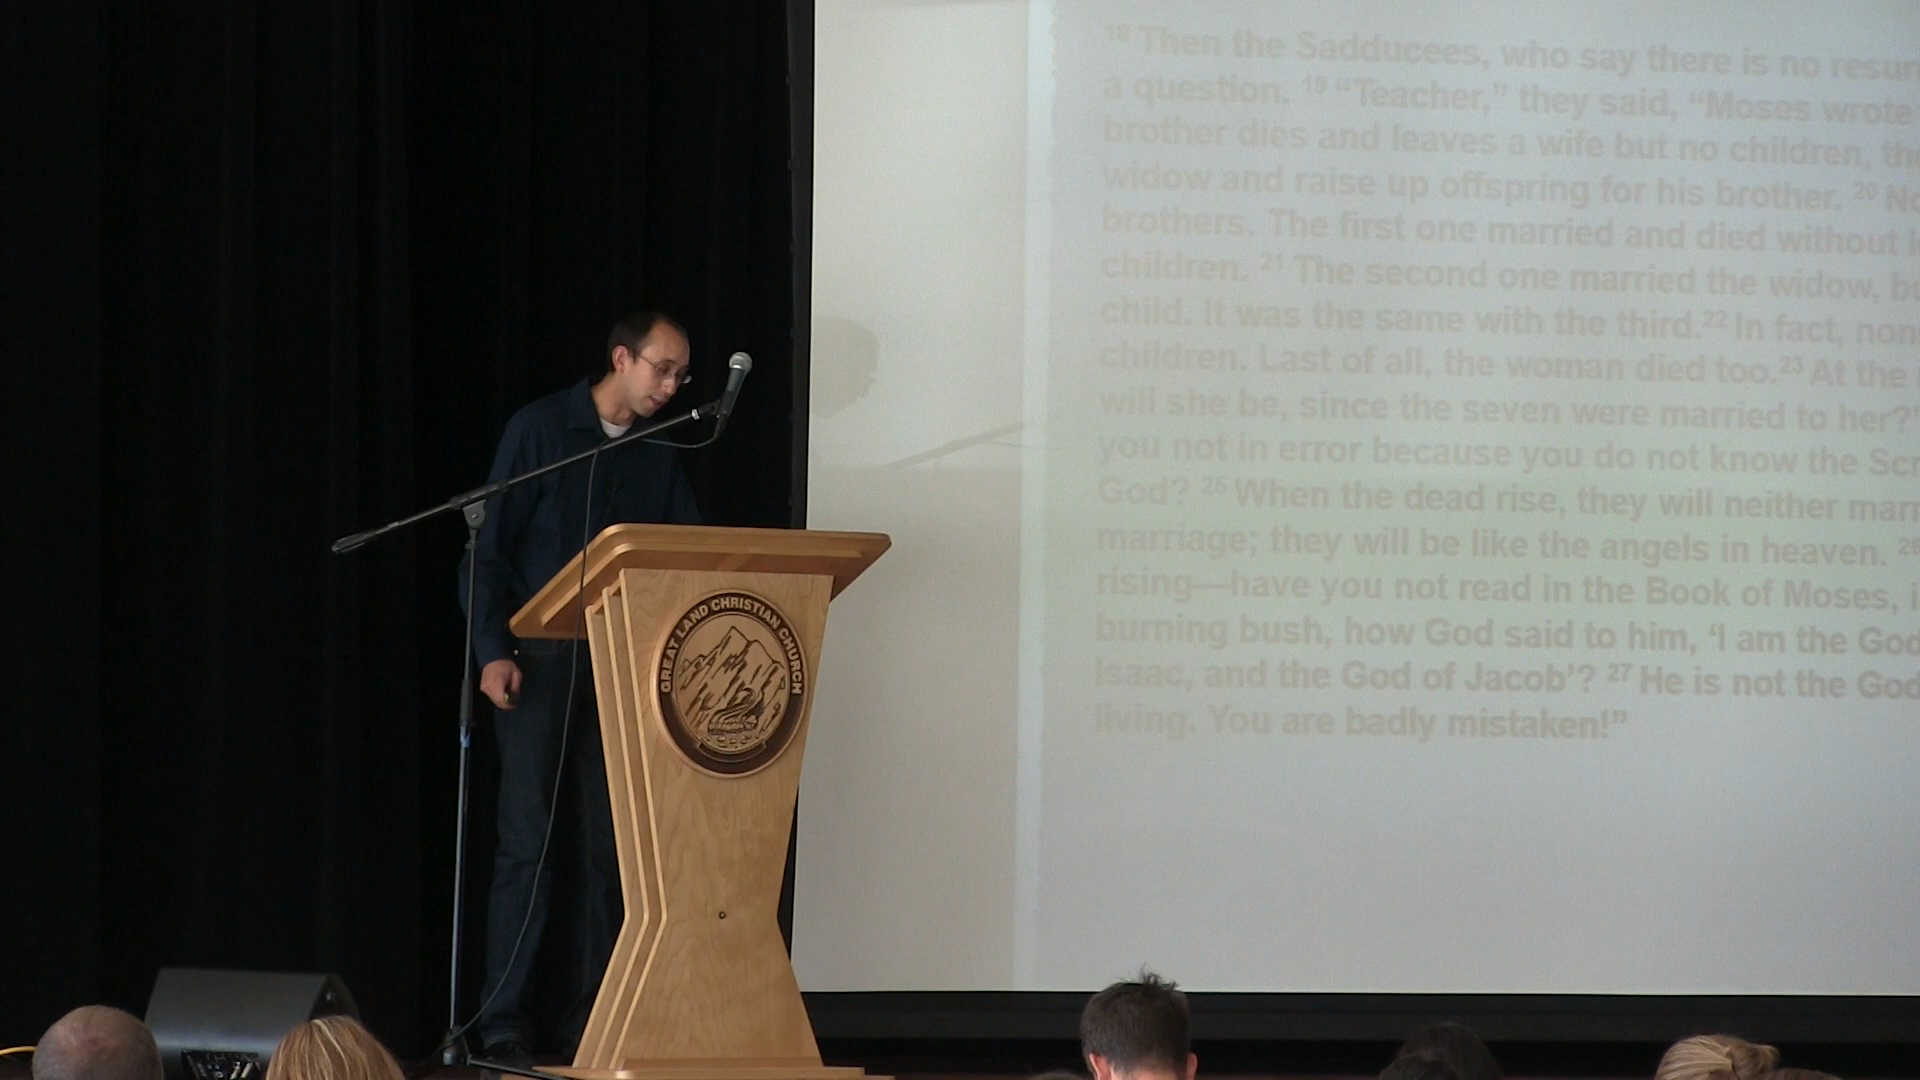 18 Then the Sadducees, who say there is no
a question. 19 “Teacher,” they said, “Moses wrote
brother dies and leaves a wife but no children,
widow and raise up offspring for his brother. 20
brothers. The first one married and died without
children. 21 The second one married the widow,
child. It was the same with the third.22 In fact,
children. Last of all, the woman died too.23 At the
will she be, since the seven were married to her?”
you not in error because you do not know the
God? 25 When the dead rise, they will neither
marriage; they will be like the angels in heaven. 26
rising—have you not read in the Book of Moses,
burning bush, how God said to him, ‘I am the God
Isaac, and the God of Jacob’? 27 He is not the God
living. You are badly mistaken!”
GREAT LAND CHRISTIAN CHURCH